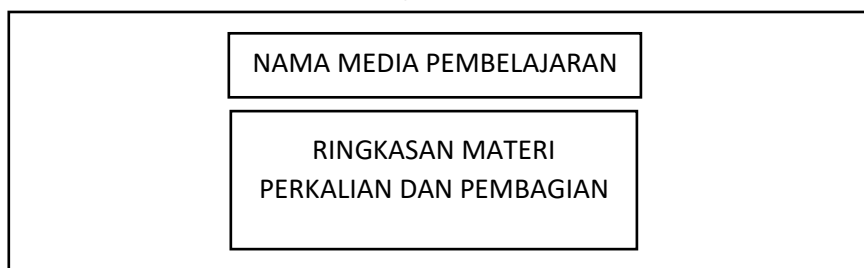 NAMA MEDIA PEMBELAJARAN
RINGKASAN MATERI
PERKALIAN DAN PEMBAGIAN